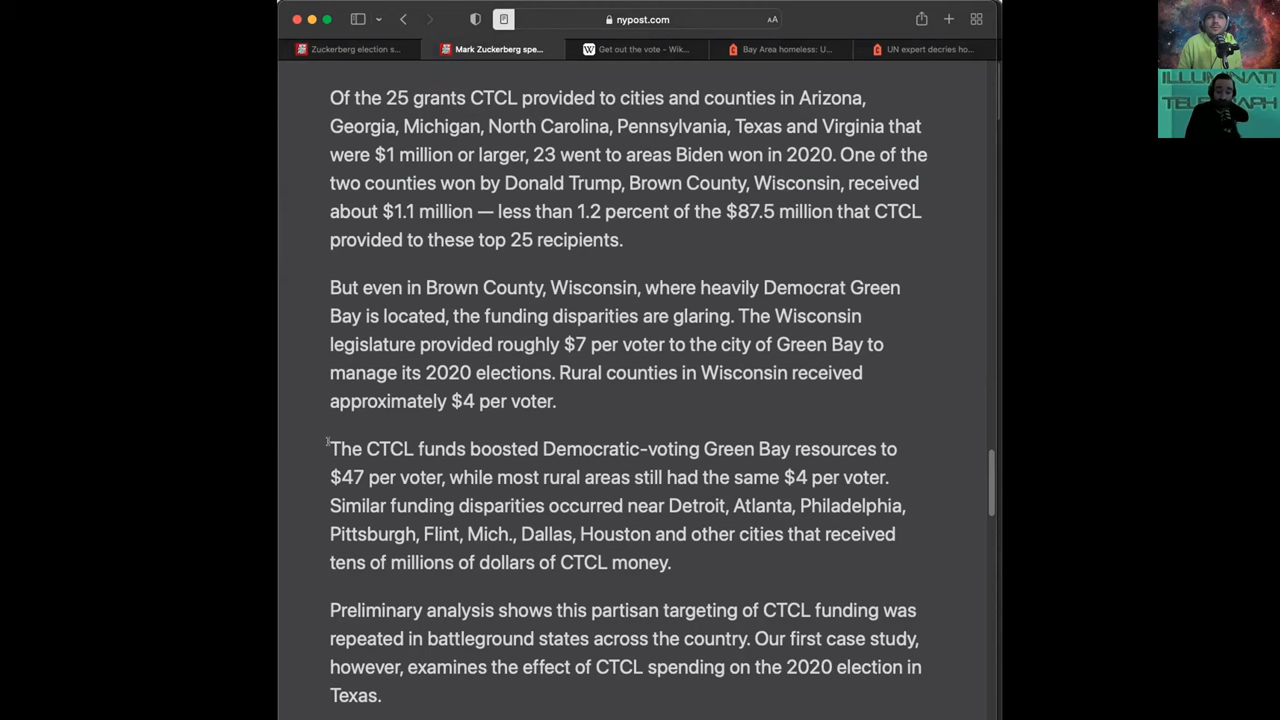 nypost.com
AA
Zuckerberg election s...
Mark Zuckerberg spe...
W Get out the vote - Wik...
Bay Area homeless: U...
UN expert decries ho...
Of the 25 grants CTCL provided to cities and counties in Arizona,
Georgia, Michigan, North Carolina, Pennsylvania, Texas and Virginia that
were $1 million or larger, 23 went to areas Biden won in 2020. One of the
two counties won by Donald Trump, Brown County, Wisconsin, received
about $1.1 million — less than 1.2 percent of the $87.5 million that CTCL
provided to these top 25 recipients.
But even in Brown County, Wisconsin, where heavily Democrat Green
Bay is located, the funding disparities are glaring. The Wisconsin
legislature provided roughly $7 per voter to the city of Green Bay to
manage its 2020 elections. Rural counties in Wisconsin received
approximately $4 per voter.
The CTCL funds boosted Democratic-voting Green Bay resources to
$47 per voter, while most rural areas still had the same $4 per voter.
Similar funding disparities occurred near Detroit, Atlanta, Philadelphia,
Pittsburgh, Flint, Mich., Dallas, Houston and other cities that received
tens of millions of dollars of CTCL money.
Preliminary analysis shows this partisan targeting of CTCL funding was
repeated in battleground states across the country. Our first case study,
however, examines the effect of CTCL spending on the 2020 election in
Texas.
ILLUMINATI
TELEGRAPH